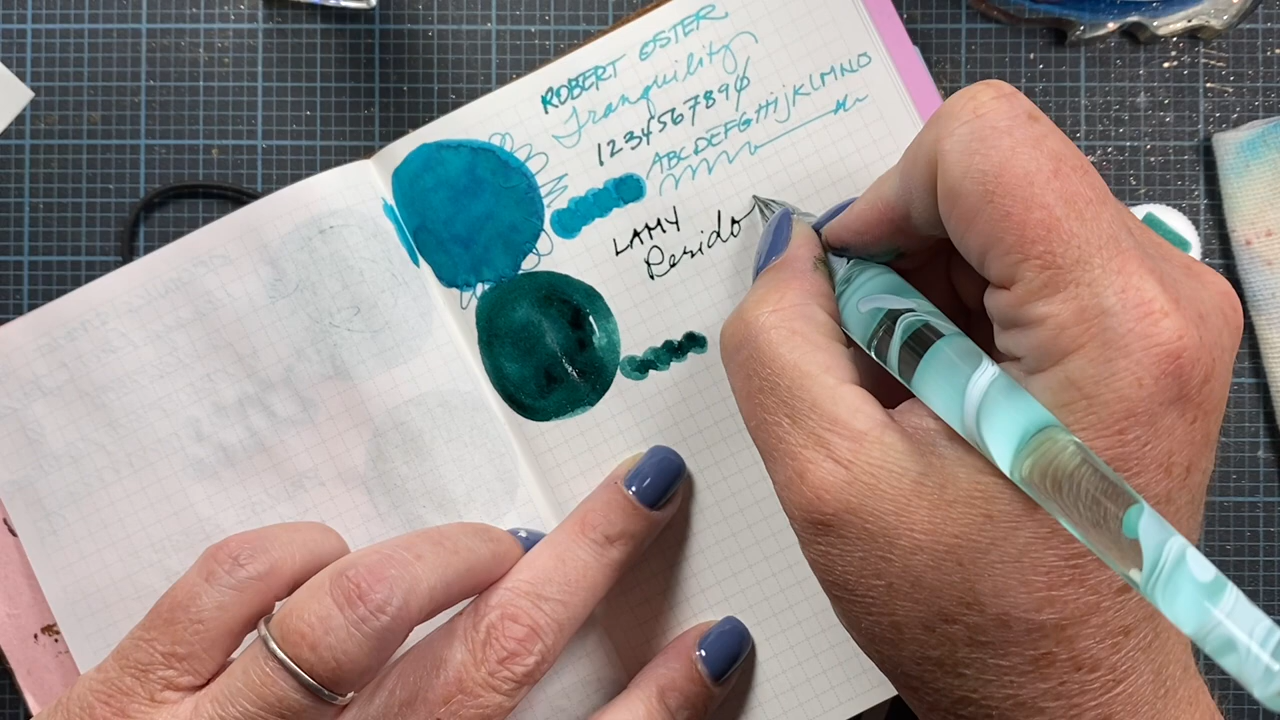 ROBERT OSTER
Tranquility
1234567890
ABCDEFGHIJKLMNO
LAMY
Perido